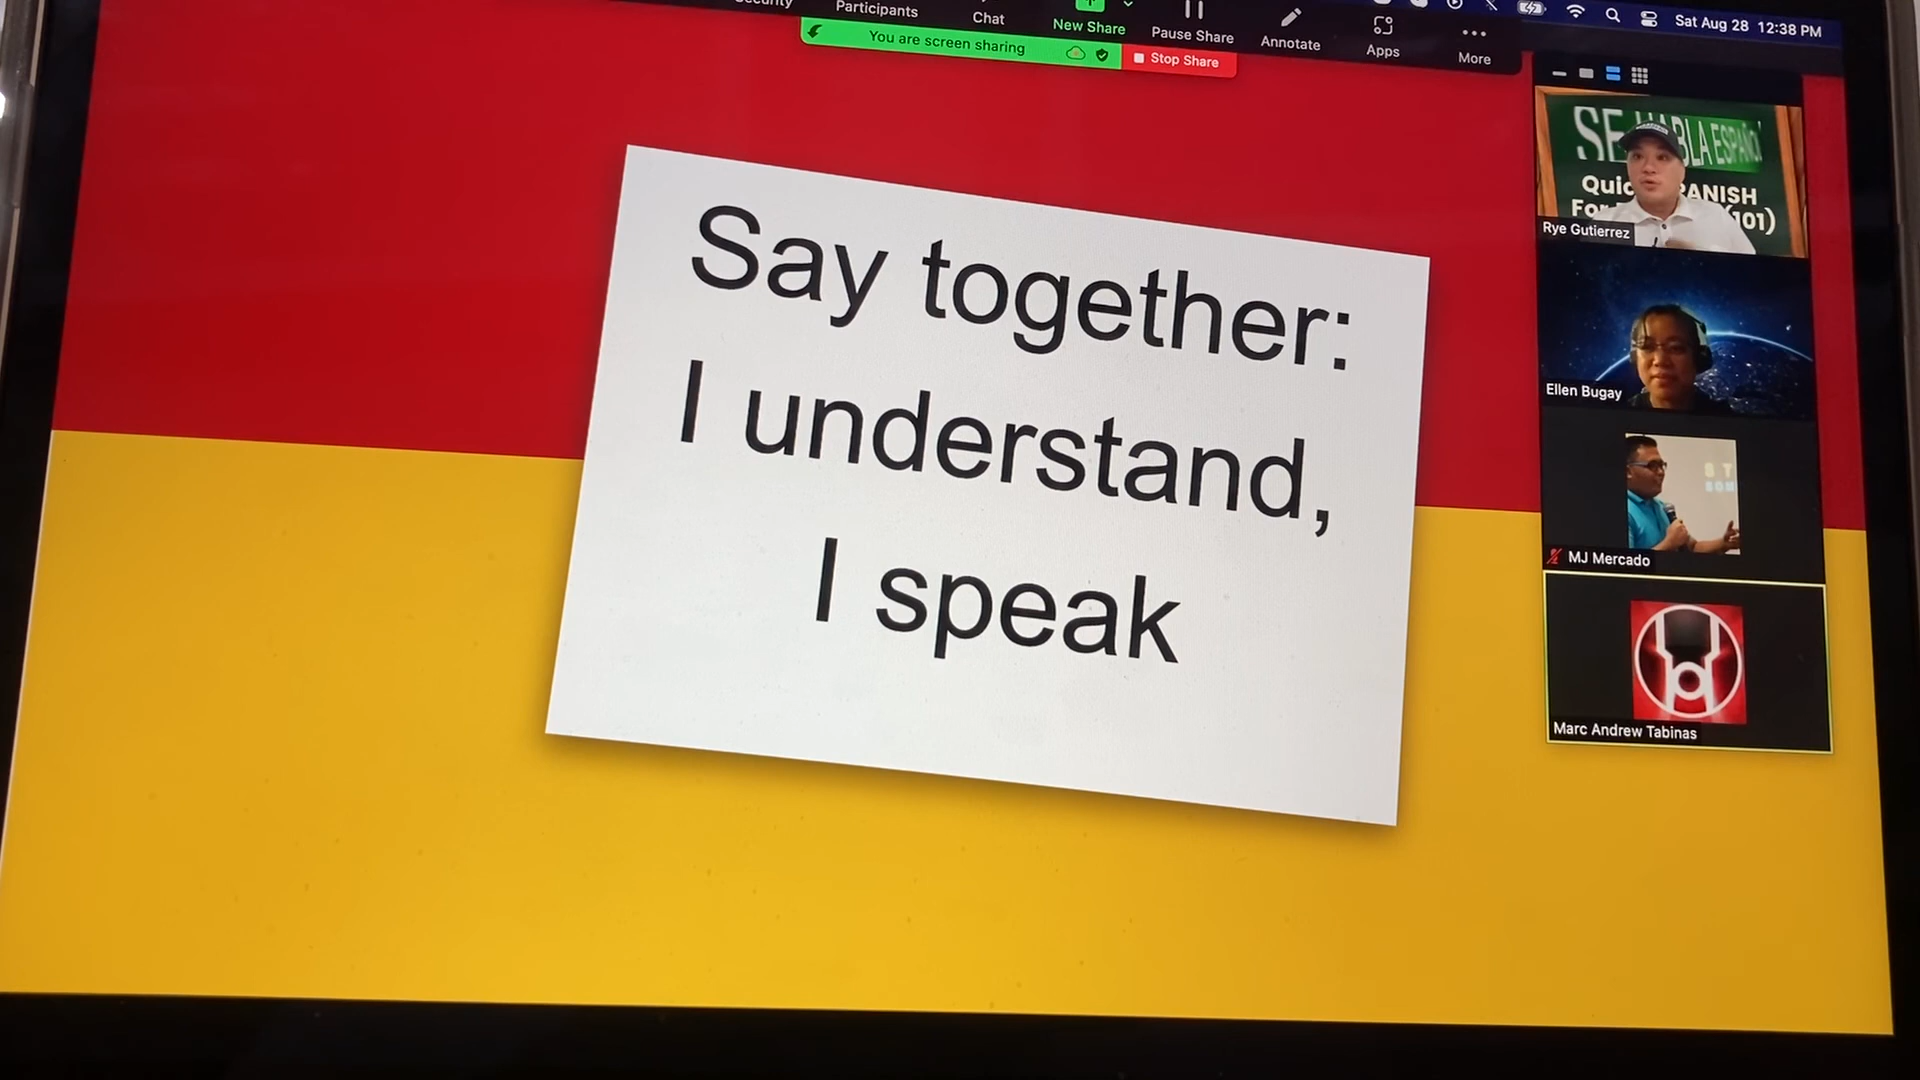 Participants
Chat
New Share
Pause Share
Annotate
Apps
More
Sat Aug 28 12:38 PM
You are screen sharing
Stop Share
Say together:
I understand,
I speak
ESPAÑOL
Rye Gutierrez
Ellen Bugay
MJ Mercado
Marc Andrew Tabinas